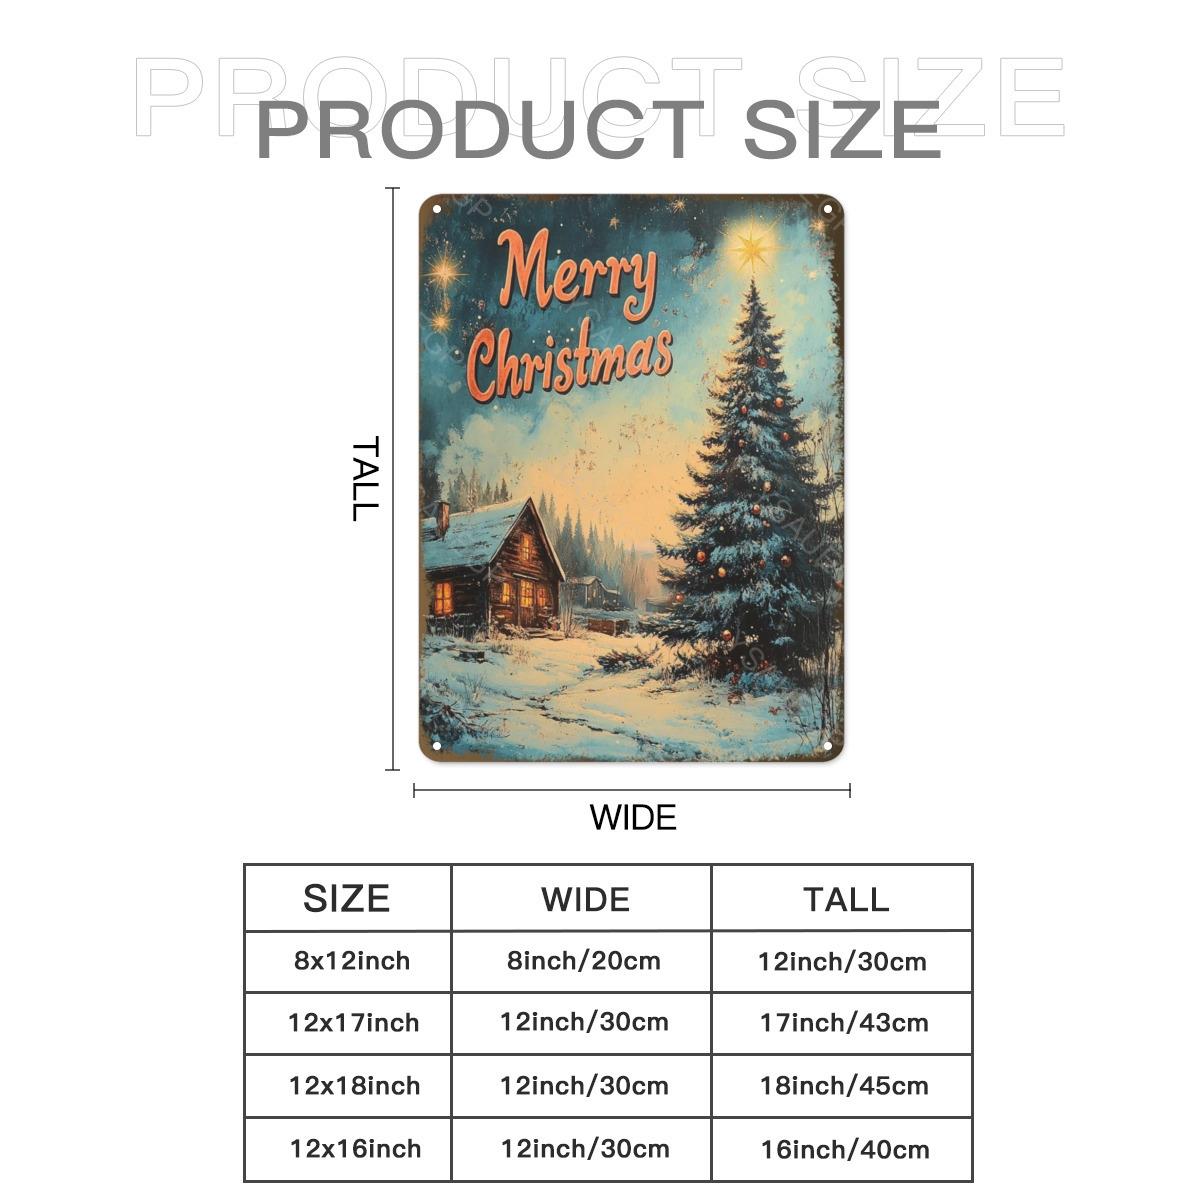 PRODUCT SIZE
PRODUCT SIZE
Merry
Christmas
TALL
WIDE
SIZE WIDE TALL
8x12inch 8inch/20cm 12inch/30cm
12x17inch 12inch/30cm 17inch/43cm
12x18inch 12inch/30cm 18inch/45cm
12x16inch 12inch/30cm 16inch/40cm